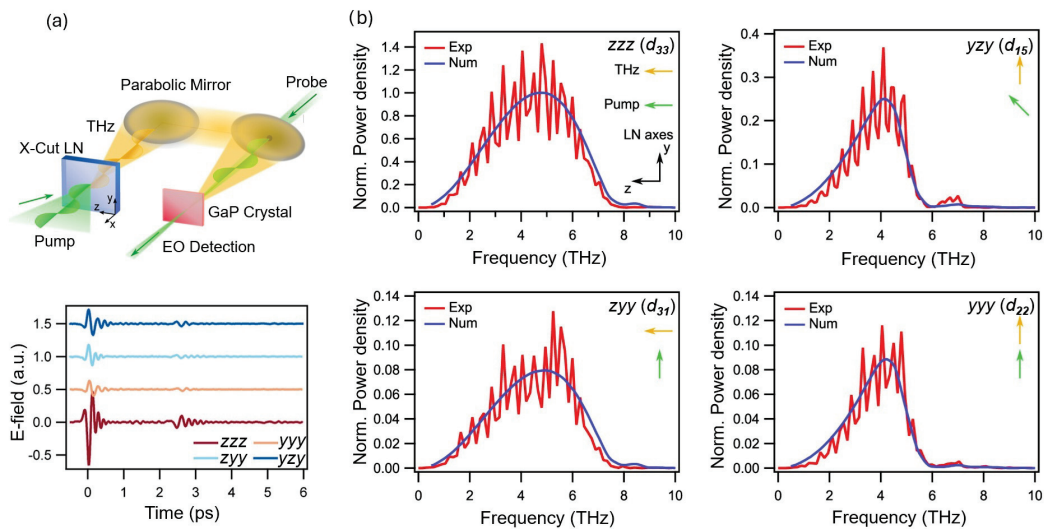 (a)
Probe
Parabolic Mirror
THz
X-Cut LN
y
z
x
GaP Crystal
Pump
EO Detection
E-field (a.u.)
1.5
1.0
0.5
0.0
-0.5
zzz
yyy
zyy
yzy
0 1 2 3 4 5 6
Time (ps)
(b)
Norm. Power density
1.4
1.2
1.0
0.8
0.6
0.4
0.2
0.0
Exp
Num
zzz (d33)
THz
Pump
LN axes
y
z
0 2 4 6 8 10
Frequency (THz)
Norm. Power density
0.4
0.3
0.2
0.1
0.0
Exp
Num
yzy (d15)
0 2 4 6 8 10
Frequency (THz)
Norm. Power density
0.14
0.12
0.10
0.08
0.06
0.04
0.02
0.00
Exp
Num
zyy (d31)
0 2 4 6 8 10
Frequency (THz)
Norm. Power density
0.14
0.12
0.10
0.08
0.06
0.04
0.02
0.00
Exp
Num
yyy (d22)
0 2 4 6 8 10
Frequency (THz)